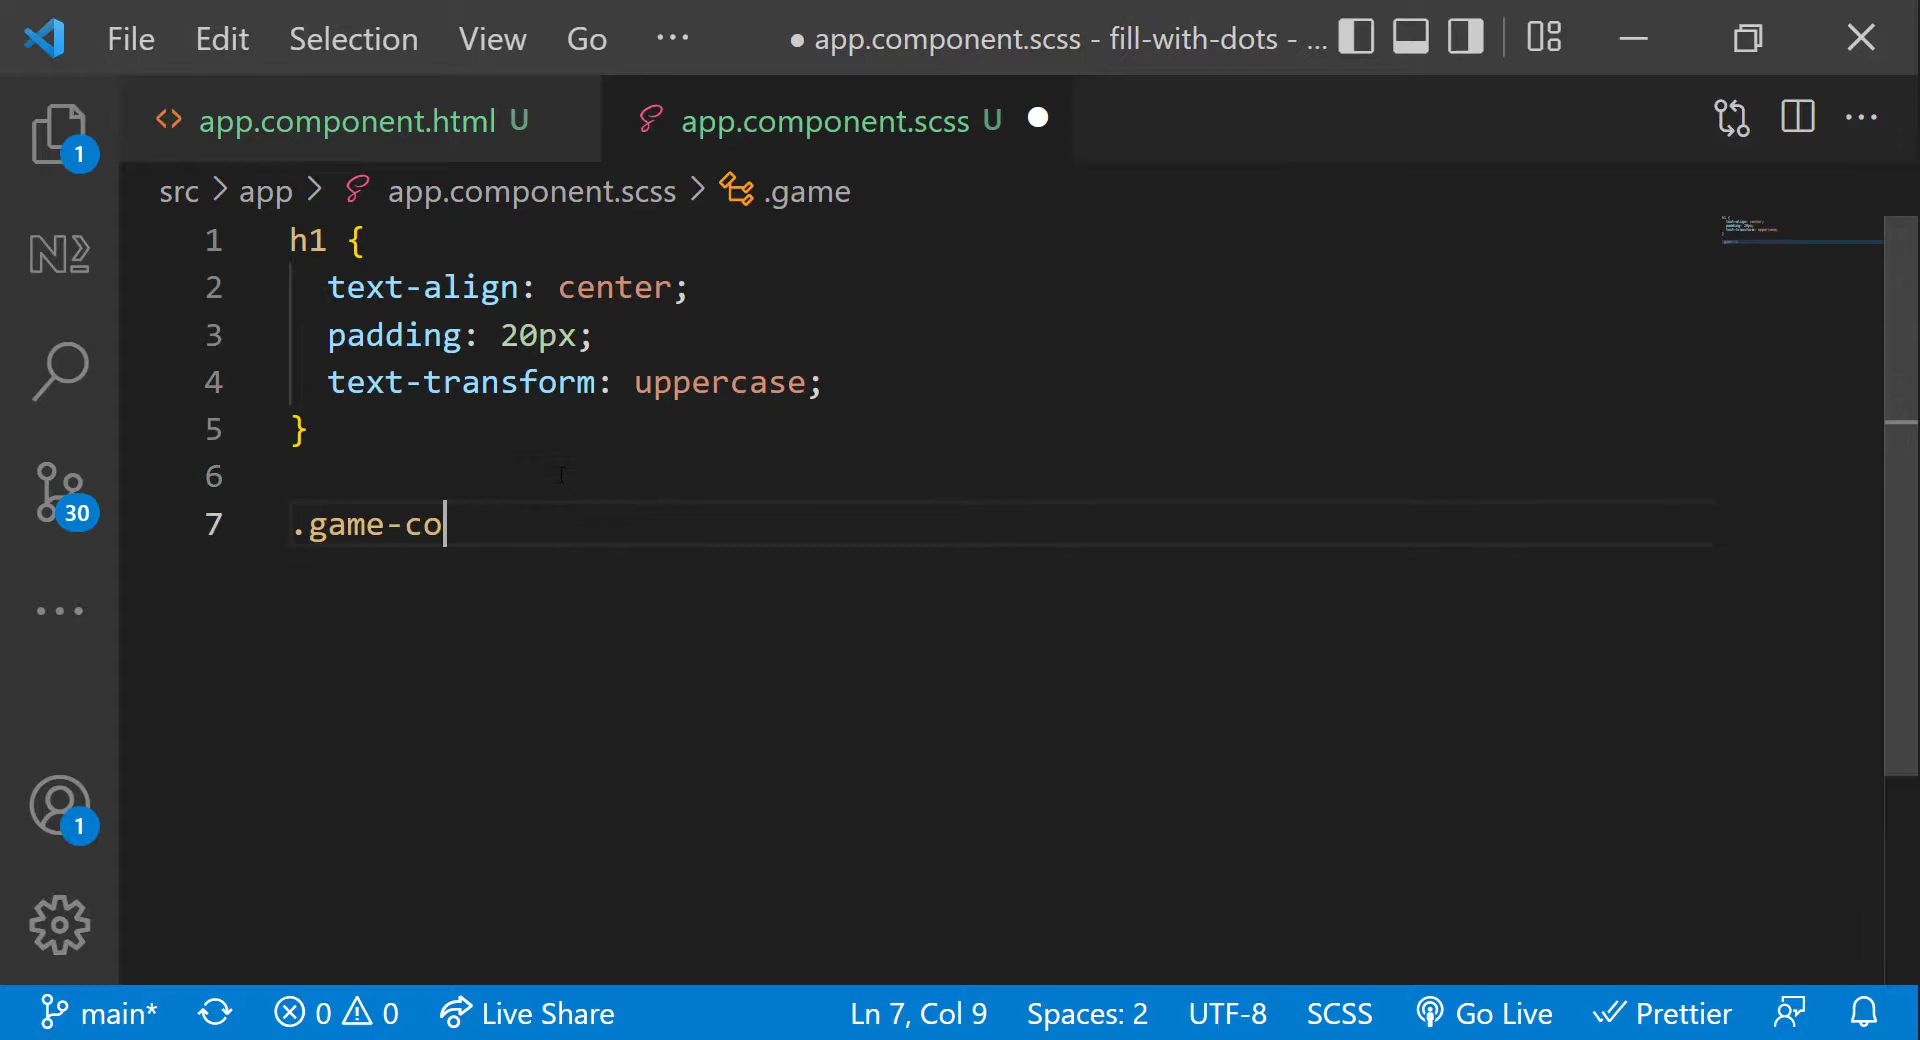 File Edit Selection View Go ··· ● app.component.scss - fill-with-dots - ...
<> app.component.html U app.component.scss U ●
src > app > app.component.scss > .game
1 h1 {
2 text-align: center;
3 padding: 20px;
4 text-transform: uppercase;
5 }
6
7 .game-co
1
30
1
main* 0 0 Live Share Ln 7, Col 9 Spaces: 2 UTF-8 SCSS Go Live Prettier